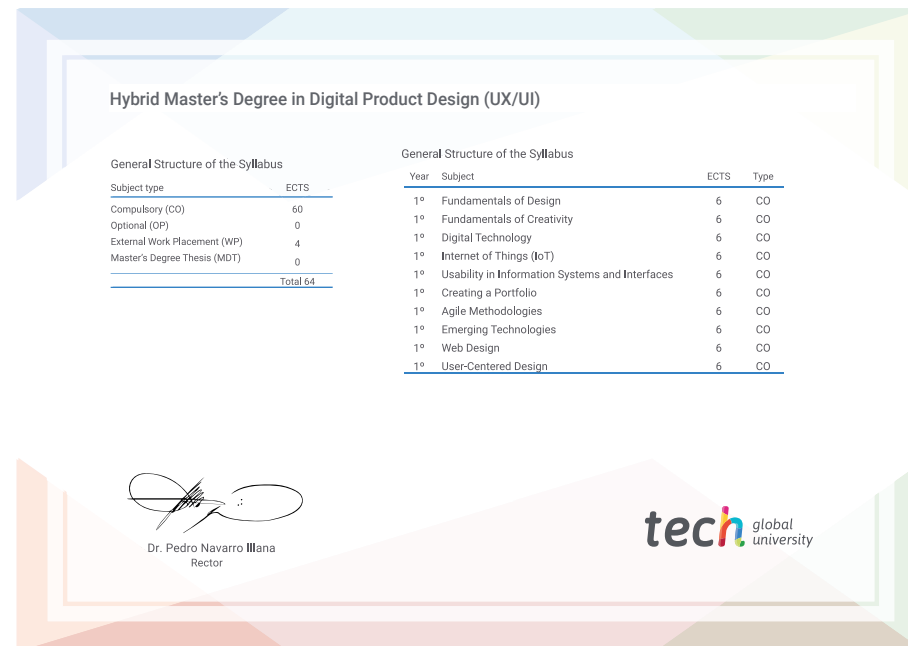 Hybrid Master's Degree in Digital Product Design (UX/UI)
General Structure of the Syllabus
Subject type ECTS
Compulsory (CO) 60
Optional (OP) 0
External Work Placement (WP) 4
Master's Degree Thesis (MDT) 0
Total 64
General Structure of the Syllabus
Year Subject ECTS Type
1º Fundamentals of Design 6 CO
1º Fundamentals of Creativity 6 CO
1º Digital Technology 6 CO
1º Internet of Things (IoT) 6 CO
1º Usability in Information Systems and Interfaces 6 CO
1º Creating a Portfolio 6 CO
1º Agile Methodologies 6 CO
1º Emerging Technologies 6 CO
1º Web Design 6 CO
1º User-Centered Design 6 CO
Dr. Pedro Navarro Illana
Rector
tech global
university